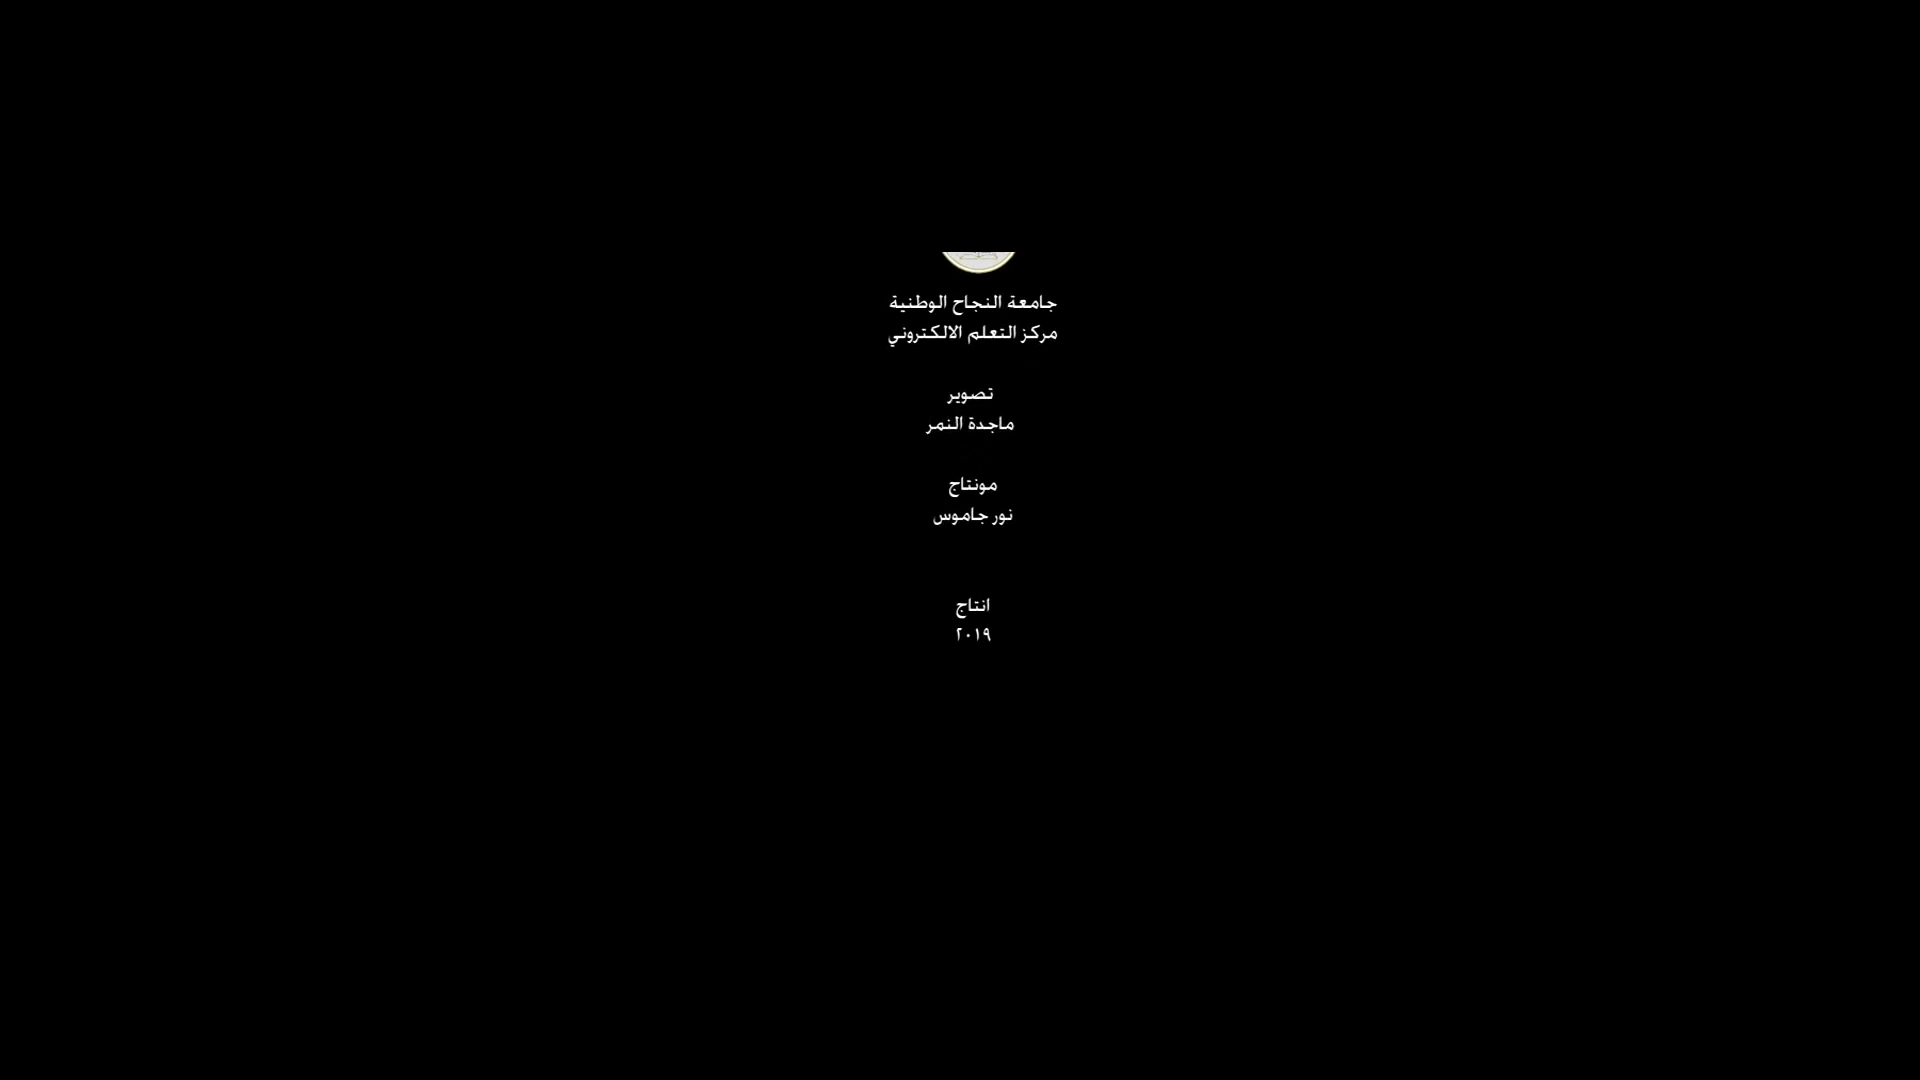 جامعة النجاح الوطنية
مركز التعلم الالكتروني
تصوير
ماجدة النمر
مونتاج
نور جاموس
انتاج
٢٠١٩